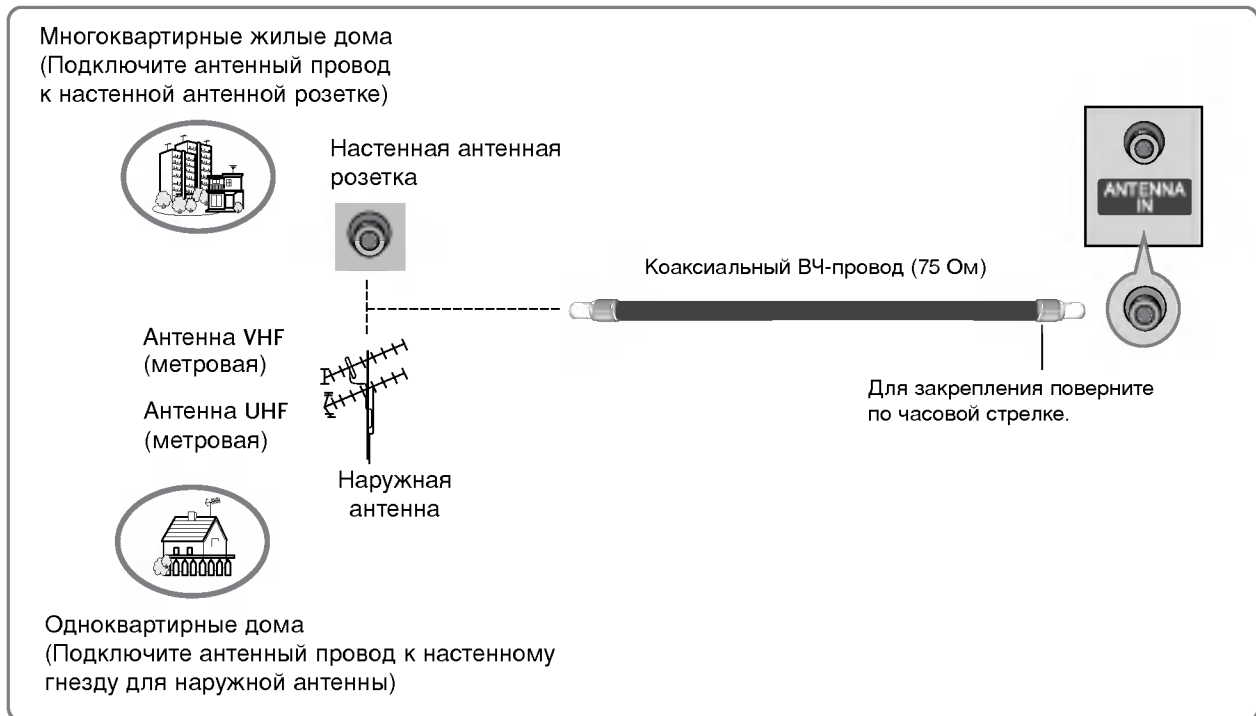 Многоквартирные жилые дома
(Подключите антенный провод
к настенной антенной розетке)
Настенная антенная
розетка
ANTENNA
IN
Коаксиальный ВЧ-провод (75 Ом)
Антенна VHF
(метровая)
Антенна UHF
(метровая)
Для закрепления поверните
по часовой стрелке.
Наружная
антенна
Одноквартирные дома
(Подключите антенный провод к настенному
гнезду для наружной антенны)